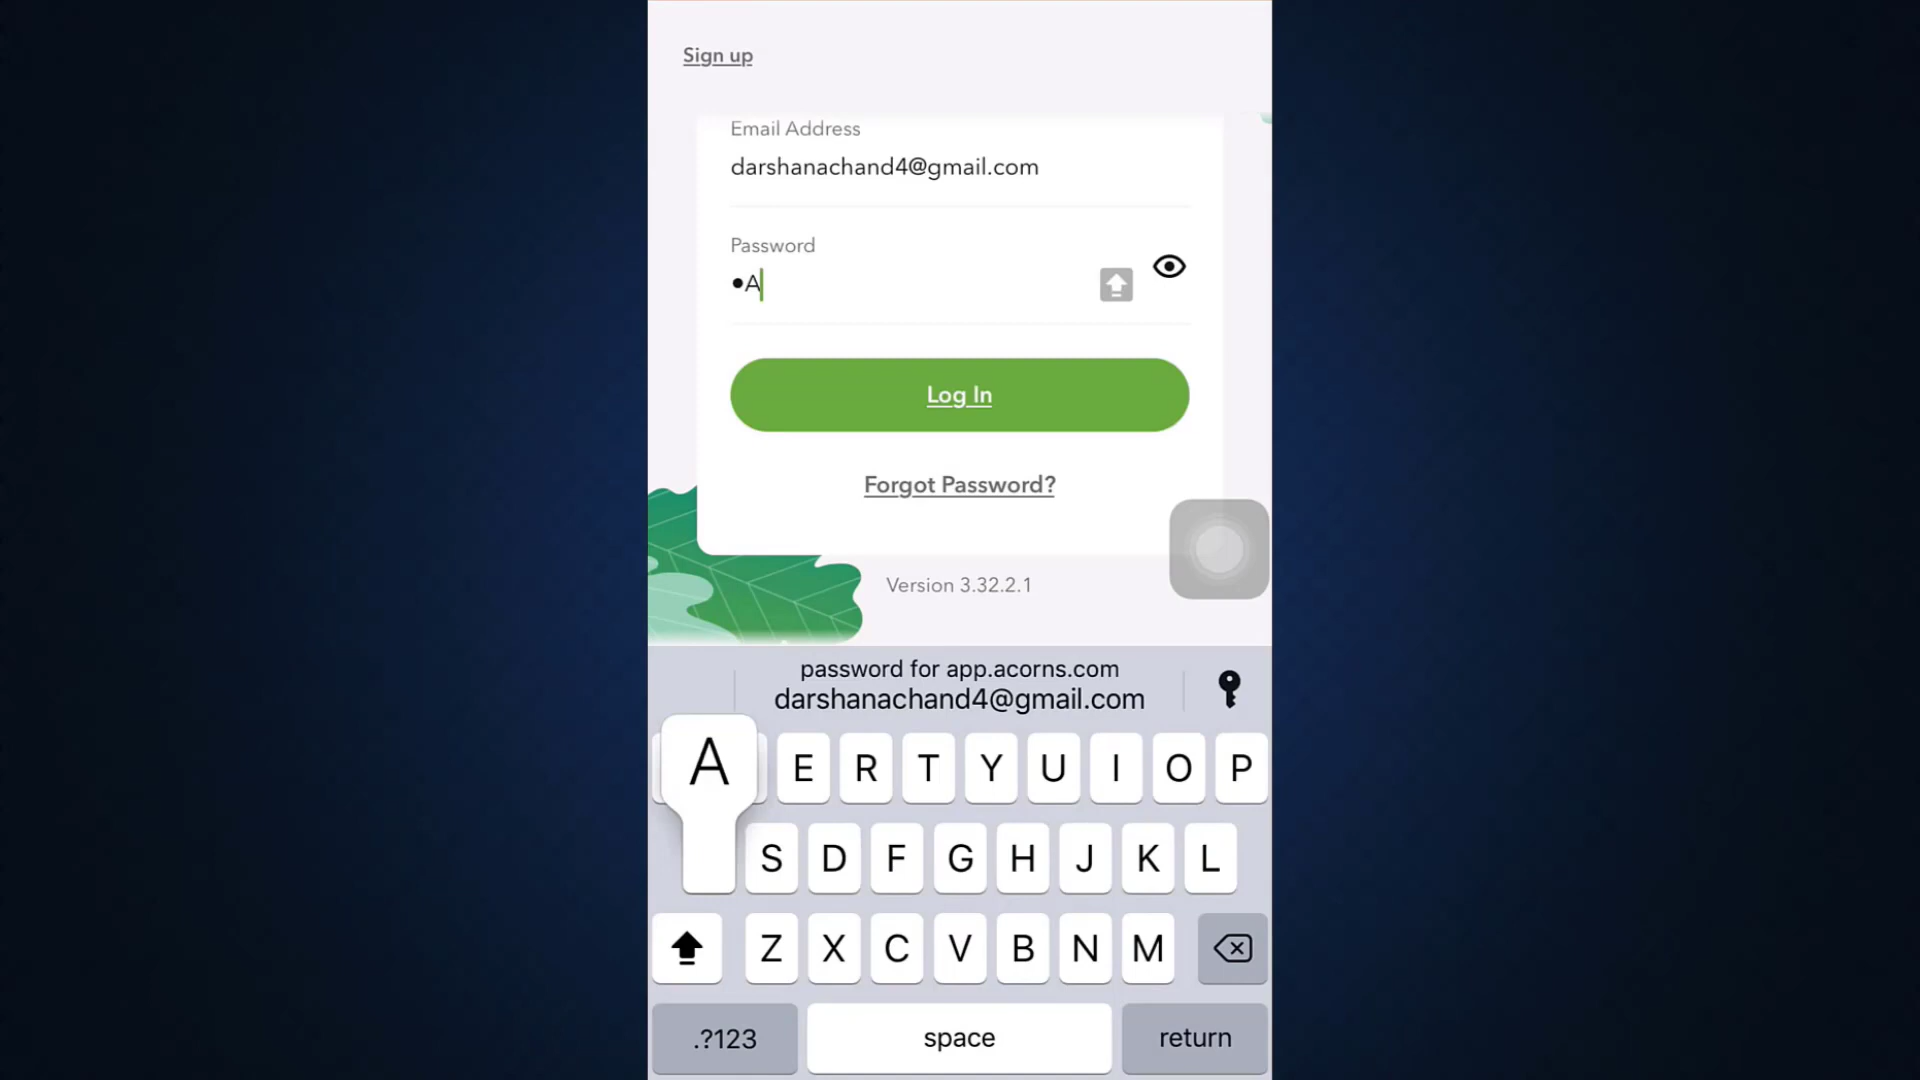 Sign up
Email Address
darshanachand4@gmail.com
Password
•A
Log In
Forgot Password?
Version 3.32.2.1
password for app.acorns.com
darshanachand4@gmail.com
A E R T Y U I O P
S D F G H J K L
Z X C V B N M
.?123 space return